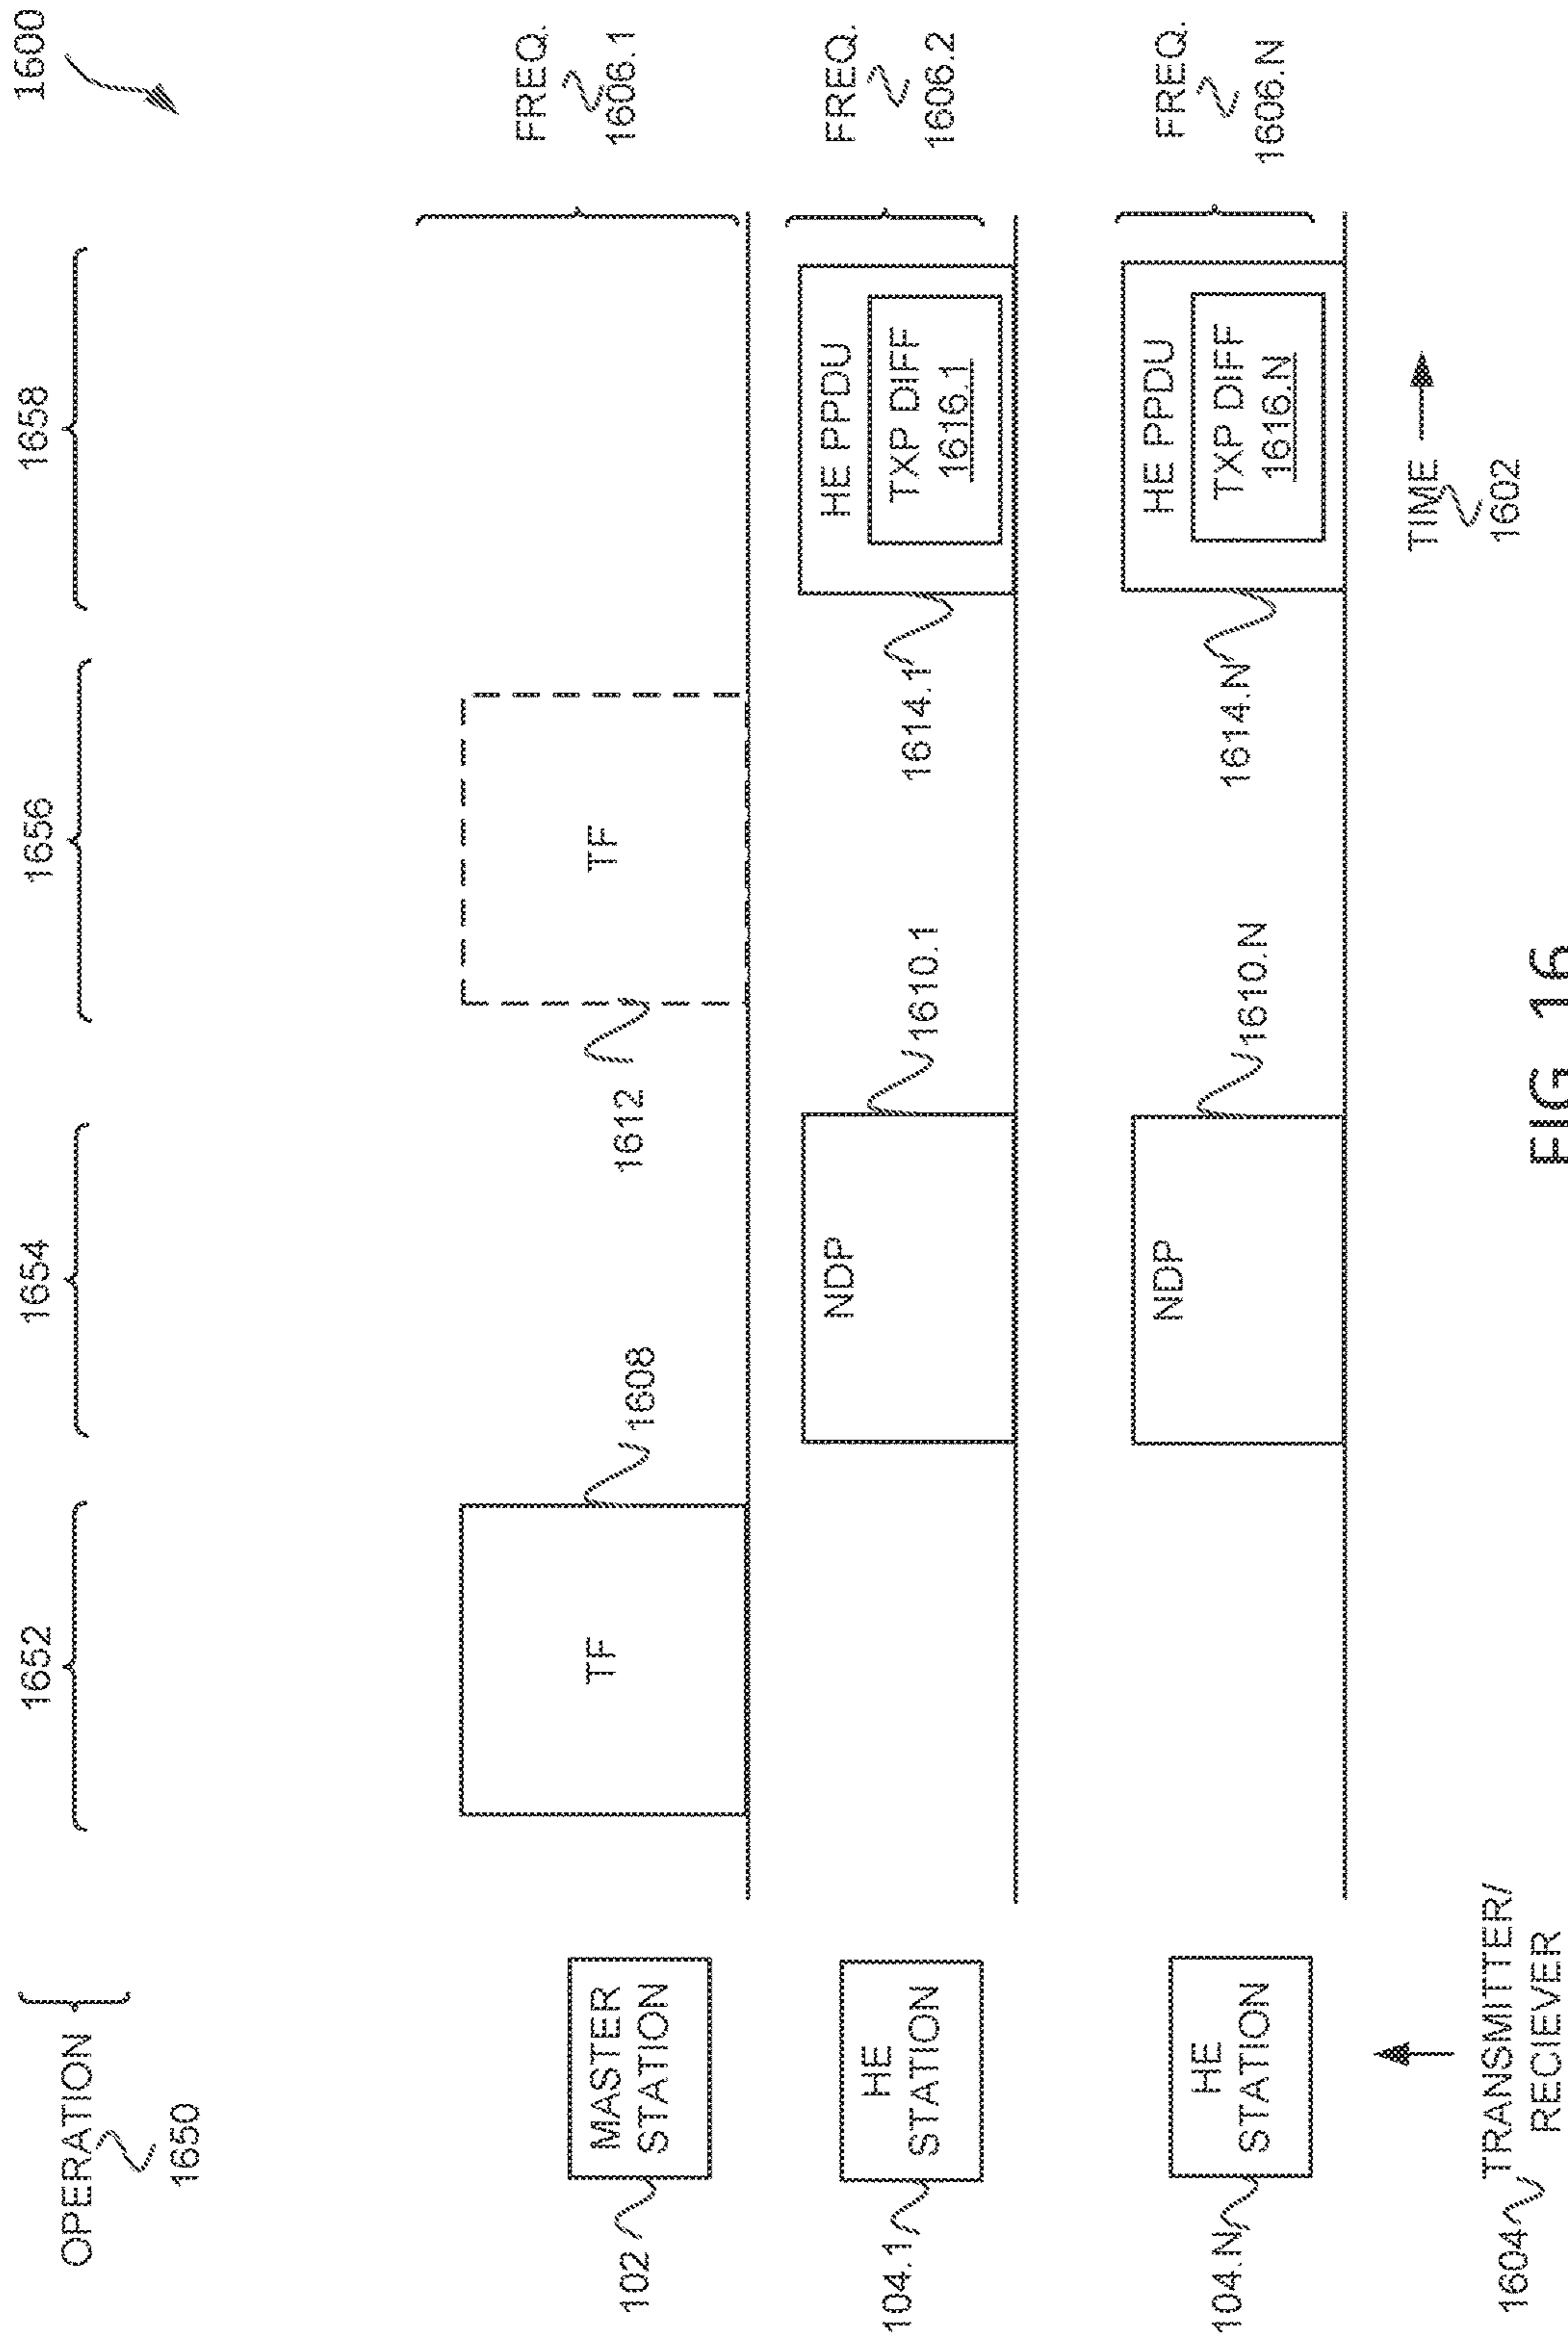 1600
OPERATION
1650
1652
1654
1656
1658
MASTER
STATION
102
TF
1608
TF
1612
FREQ.
1606.1
HE
STATION
104.1
NDP
1610.1
HE PPDU
TXP DIFF
1616.1
1614.1
FREQ.
1606.2
HE
STATION
104.N
NDP
1610.N
HE PPDU
TXP DIFF
1616.N
1614.N
FREQ.
1606.N
TRANSMITTER/
RECIEVER
1604
TIME
1602
FIG. 16